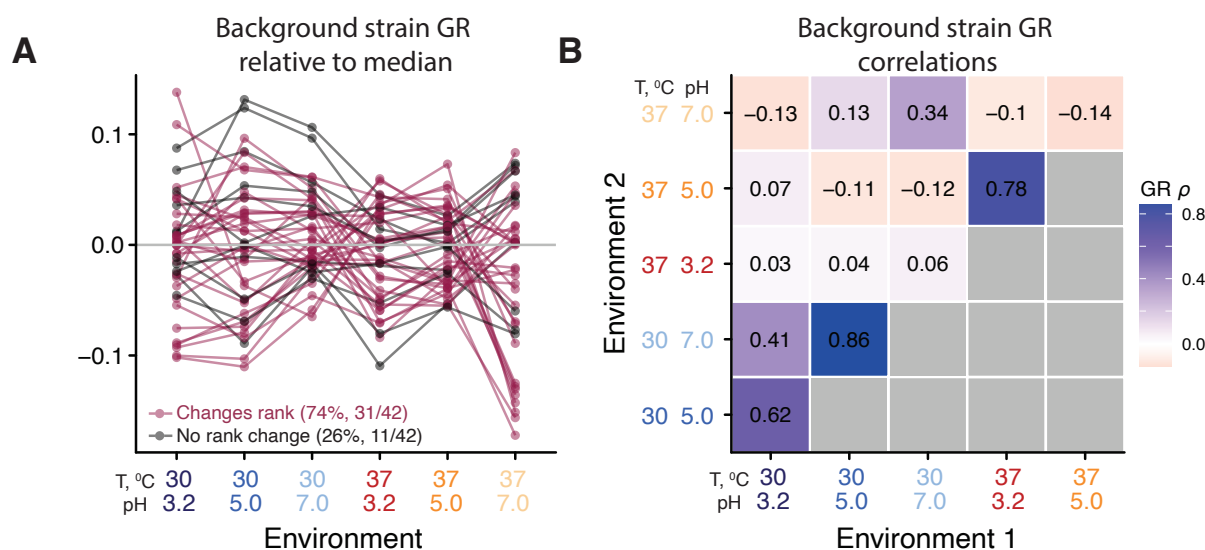 A
Background strain GR
relative to median
0.1
0.0
−0.1
Changes rank (74%, 31/42)
No rank change (26%, 11/42)
T, ⁰C 30 30 30 37 37 37
pH 3.2 5.0 7.0 3.2 5.0 7.0
Environment
B
Background strain GR
correlations
T, ⁰C pH
Environment 2
37 7.0 −0.13 0.13 0.34 −0.1 −0.14
37 5.0 0.07 −0.11 −0.12 0.78
37 3.2 0.03 0.04 0.06
30 7.0 0.41 0.86
30 5.0 0.62
T, ⁰C 30 30 30 37 37
pH 3.2 5.0 7.0 3.2 5.0
Environment 1
GR ρ
0.8
0.4
0.0